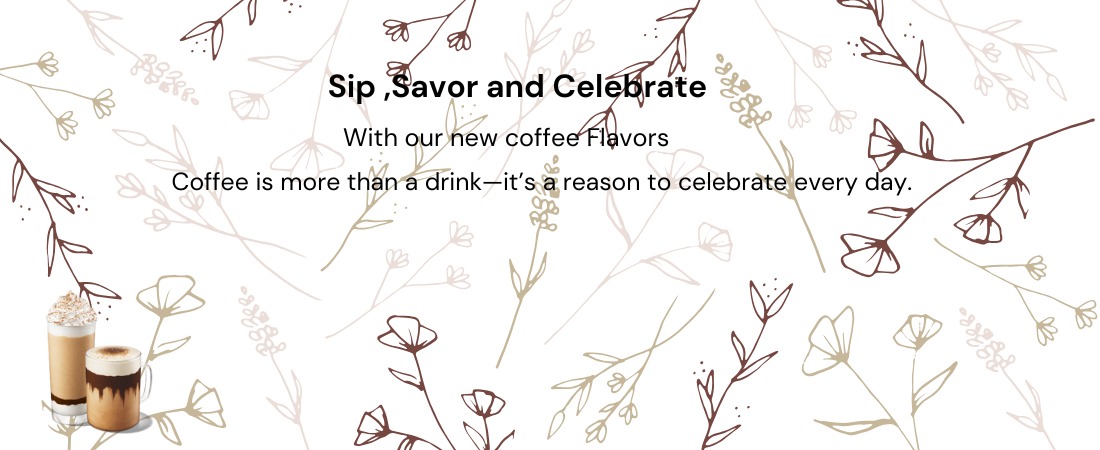 Sip ,Savor and Celebrate
With our new coffee Flavors
Coffee is more than a drink—it’s a reason to celebrate every day.